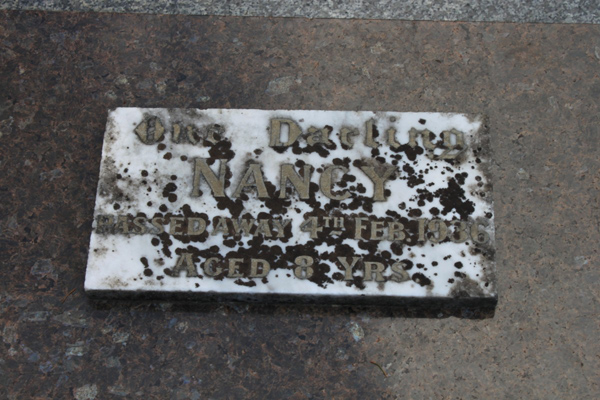 Our Darling
NANCY
PASSED AWAY 4TH FEB. 1936
AGED 8 YRS.